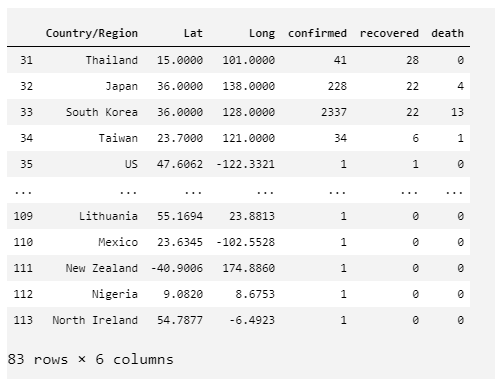 Country/Region Lat Long confirmed recovered death
31 Thailand 15.0000 101.0000 41 28 0
32 Japan 36.0000 138.0000 228 22 4
33 South Korea 36.0000 128.0000 2337 22 13
34 Taiwan 23.7000 121.0000 34 6 1
35 US 47.6062 -122.3321 1 1 0
... ... ... ... ... ... ...
109 Lithuania 55.1694 23.8813 1 0 0
110 Mexico 23.6345 -102.5528 1 0 0
111 New Zealand -40.9006 174.8860 1 0 0
112 Nigeria 9.0820 8.6753 1 0 0
113 North Ireland 54.7877 -6.4923 1 0 0
83 rows × 6 columns